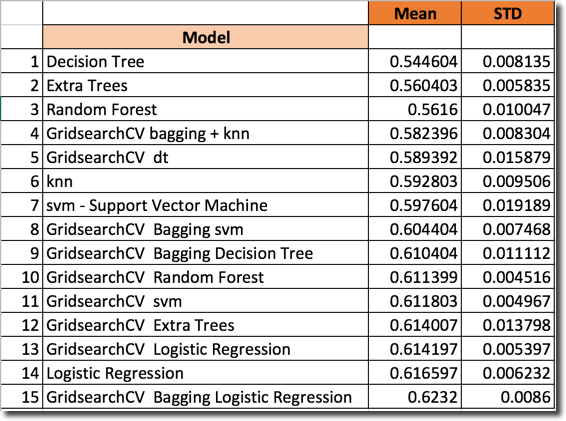 Mean STD
Model
1 Decision Tree 0.544604 0.008135
2 Extra Trees 0.560403 0.005835
3 Random Forest 0.5616 0.010047
4 GridsearchCV bagging + knn 0.582396 0.008304
5 GridsearchCV  dt 0.589392 0.015879
6 knn 0.592803 0.009506
7 svm - Support Vector Machine 0.597604 0.019189
8 GridsearchCV  Bagging svm 0.604404 0.007468
9 GridsearchCV  Bagging Decision Tree 0.610404 0.011112
10 GridsearchCV  Random Forest 0.611399 0.004516
11 GridsearchCV  svm 0.611803 0.004967
12 GridsearchCV  Extra Trees 0.614007 0.013798
13 GridsearchCV  Logistic Regression 0.614197 0.005397
14 Logistic Regression 0.616597 0.006232
15 GridsearchCV  Bagging Logistic Regression 0.6232 0.0086